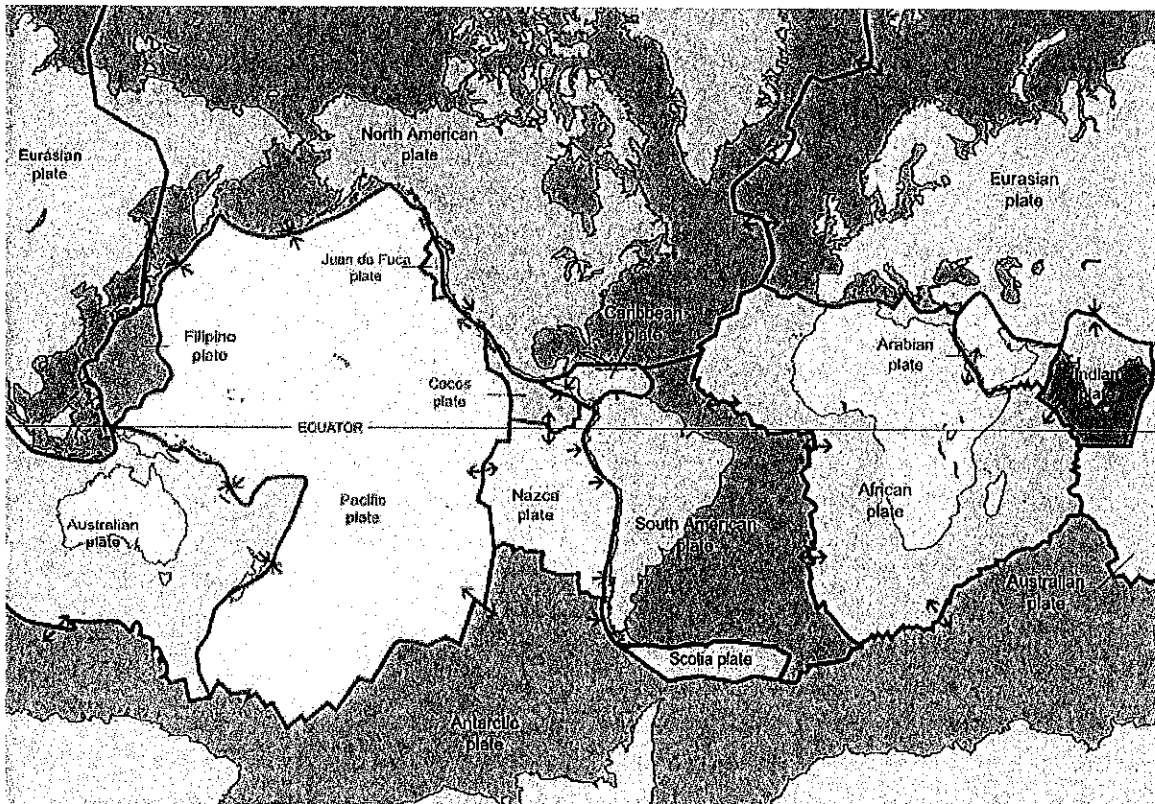 North American
plate
Eurasian
plate
Eurasian
plate
Juan de Fuca
plate
Caribbean
Filipino
plate
Arabian
plate
Indian
plate
Cocos
plate
EQUATOR
Pacific
plate
Nazca
plate
African
plate
Australian
plate
South American
plate
Australian
plate
Scotia plate
Antarctic
plate